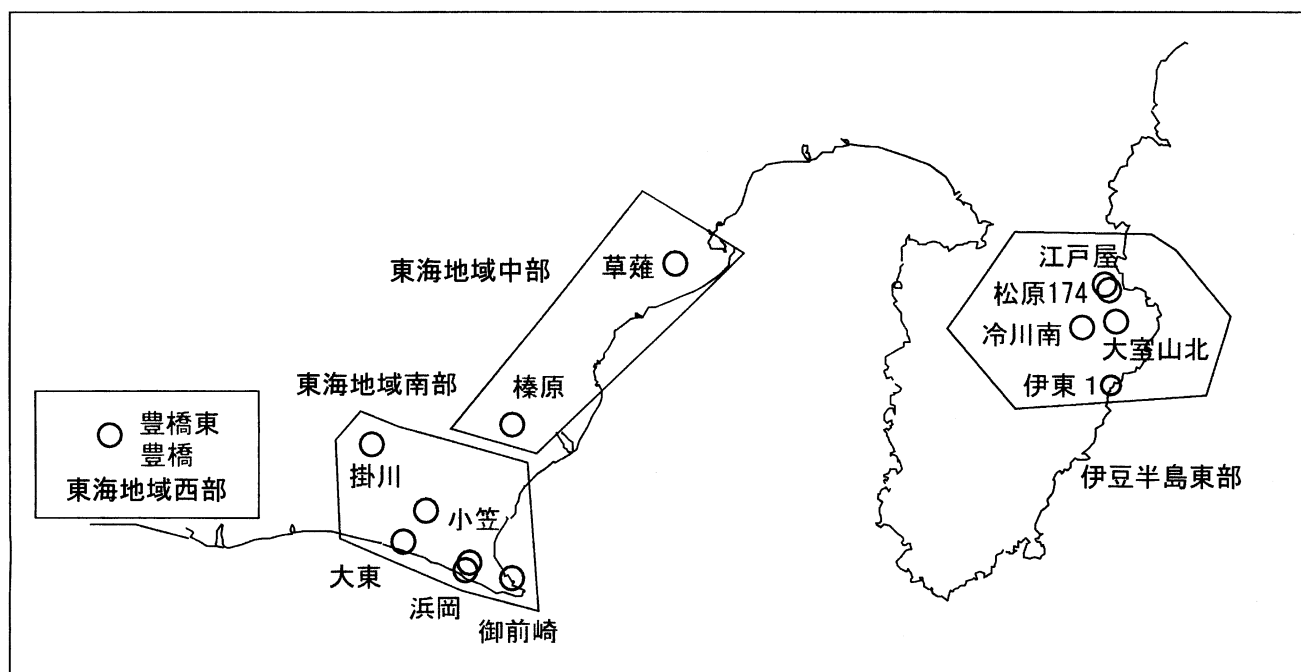 江戸屋
東海地域中部
草薙
松原174
冷川南
大室山北
東海地域南部
榛原
伊東 1
豊橋東
豊橋
東海地域西部
掛川
伊豆半島東部
小笠
大東
浜岡
御前崎